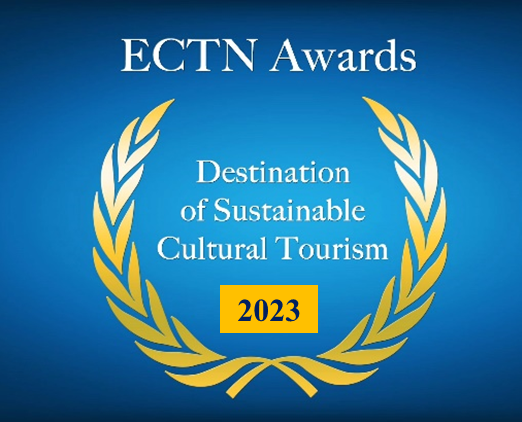 ECTN Awards
Destination
of Sustainable
Cultural Tourism
2023